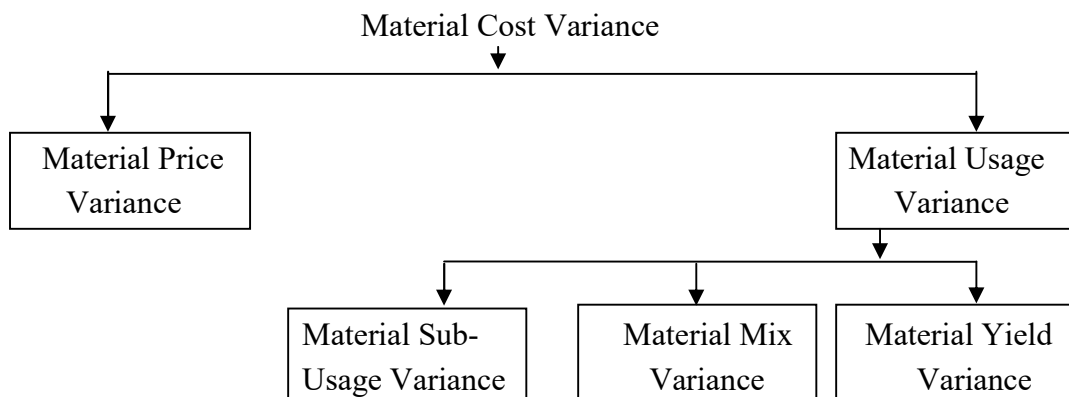 Material Cost Variance
Material Price
Variance
Material Usage
Variance
Material Sub-
Usage Variance
Material Mix
Variance
Material Yield
Variance